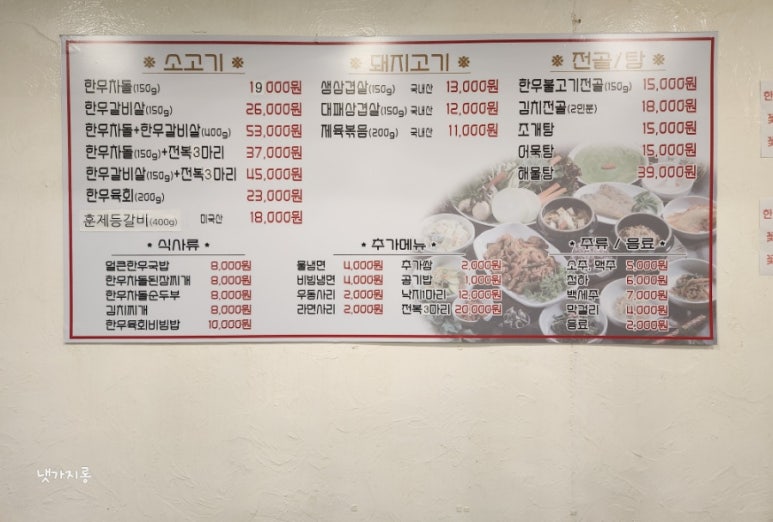 ※ 소고기 ※
한우차돌(150g) 19000원
한우갈비살(150g) 26,000원
한우차돌+한우갈비살(400g) 53,000원
한우차돌(150g)+전복3마리 37,000원
한우갈비살(150g)+전복3마리 45,000원
한우육회(200g) 23,000원
훈제등갈비(400g) 미국산 18,000원
※ 돼지고기 ※
생삼겹살(150g) 국내산 13,000원
대패삼겹살(150g) 국내산 12,000원
제육볶음(200g) 국내산 11,000원
※ 전골/탕 ※
한우불고기전골(150g) 15,000원
김치전골(2인분) 18,000원
조개탕 15,000원
어묵탕 15,000원
해물탕 39,000원
* 식사류 *
얼큰한우국밥 8,000원
한우차돌된장찌개 8,000원
한우차돌순두부 8,000원
김치찌개 8,000원
한우육회비빔밥 10,000원
* 추가메뉴 *
물냉면 4,000원 추가쌈 2,000원
비빔냉면 4,000원 공기밥 1,000원
우동사리 2,000원 낙지1마리 12,000원
라면사리 2,000원 전복3마리 20,000원
* 주류 / 음료 *
소주, 맥주 5,000원
청하 6,000원
백세주 7,000원
막걸리 4,000원
음료 2,000원
냇가지롱